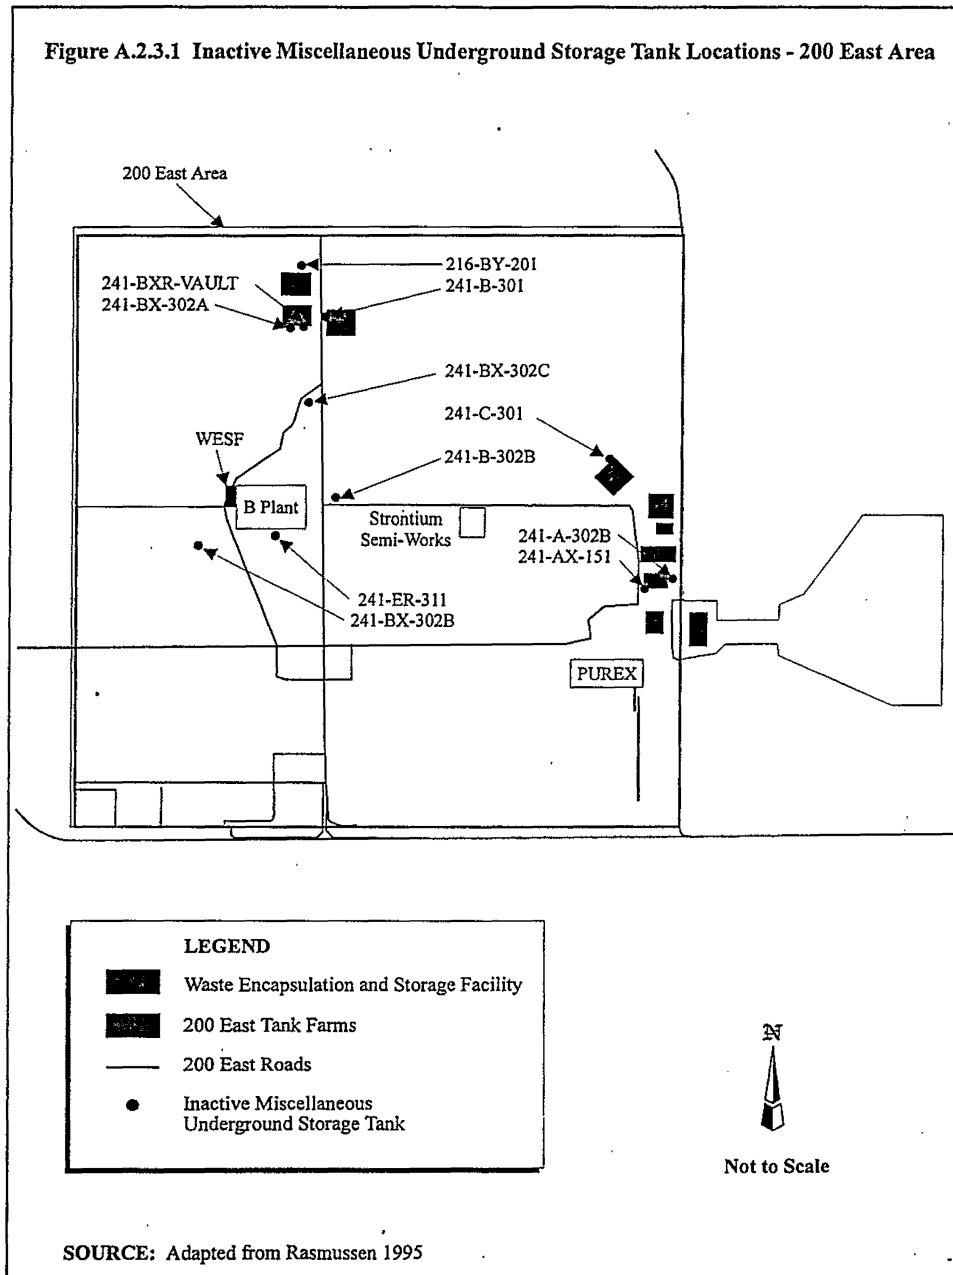 Figure A.2.3.1 Inactive Miscellaneous Underground Storage Tank Locations - 200 East Area
200 East Area
216-BY-201
241-BXR-VAULT
241-B-301
241-BX-302A
241-BX-302C
241-C-301
WESF
241-B-302B
B Plant
Strontium
Semi-Works
241-A-302B
241-AX-151
241-ER-311
241-BX-302B
PUREX
LEGEND
Waste Encapsulation and Storage Facility
200 East Tank Farms
200 East Roads
Inactive Miscellaneous
Underground Storage Tank
N
Not to Scale
SOURCE: Adapted from Rasmussen 1995